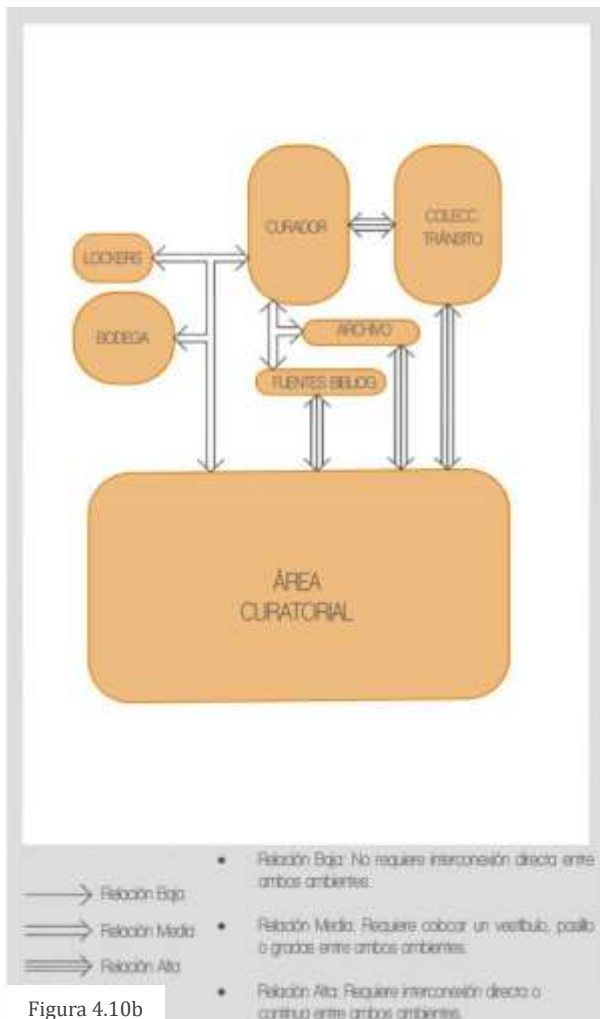 CURADOR
COLECC.
TRÁNSITO
LOCKERS
BODEGA
ARCHIVO
FUENTES BIBLIOG
ÁREA
CURATORIAL
Relación Baja
Relación Media
Relación Alta
• Relación Baja: No requiere interconexión directa entre
ambos ambientes.
• Relación Media: Requiere colocar un vestíbulo, pasillo
o gradas entre ambos ambientes.
• Relación Alta: Requiere interconexión directa o
continua entre ambos ambientes.
Figura 4.10b